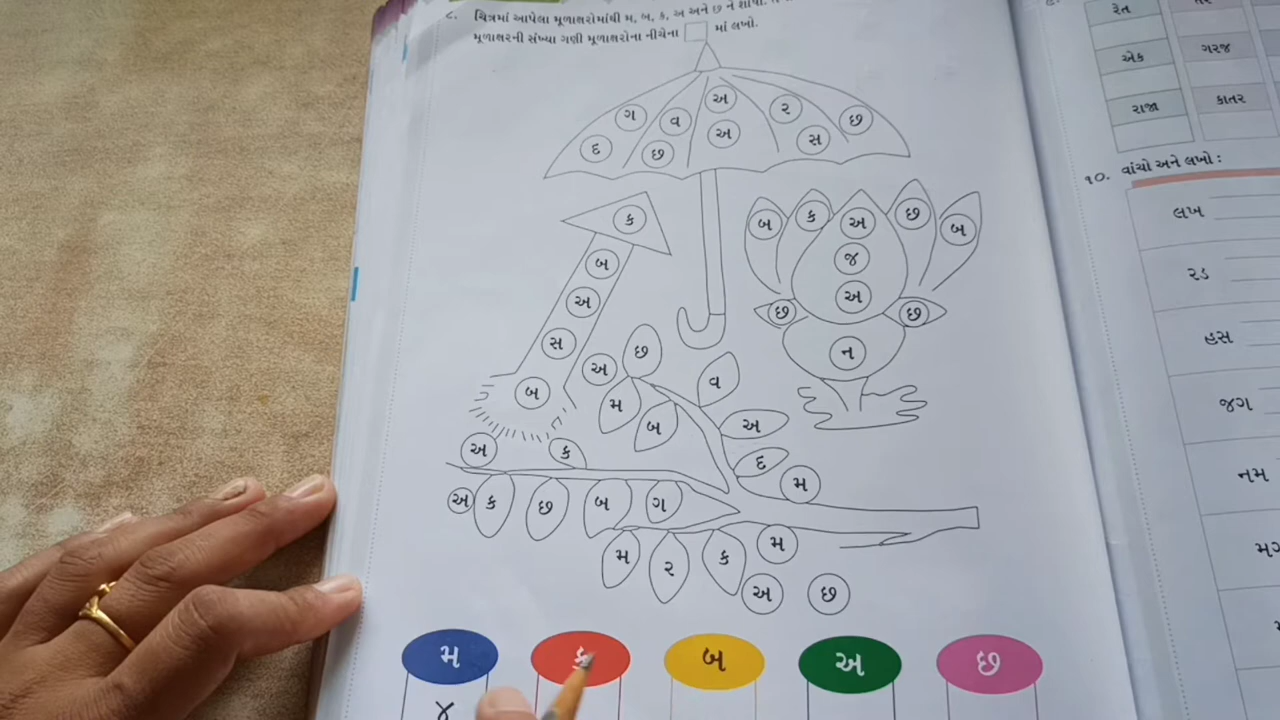 ૮. ચિત્રમાં આપેલા મૂળાક્ષરોમાંથી મ, બ, ક, અ અને છ ને શોધો.
મૂળાક્ષરની સંખ્યા ગણી મૂળાક્ષરોના નીચેના માં લખો.
ગ વ અ ર છ
દ છ અ સ
ક
બ
અ
સ
બ
બ ક અ છ બ
જ
અ
છ છ
ન
અ છ વ
મ બ અ
દ મ
અ ક
અ ક છ બ ગ
મ ર ક મ
અ છ
મ ક બ અ છ
૪
રેત
એક ગરજ
રાજા કાતર
૧૦. વાંચો અને લખો :
લખ
રડ
હસ
જગ
નમ